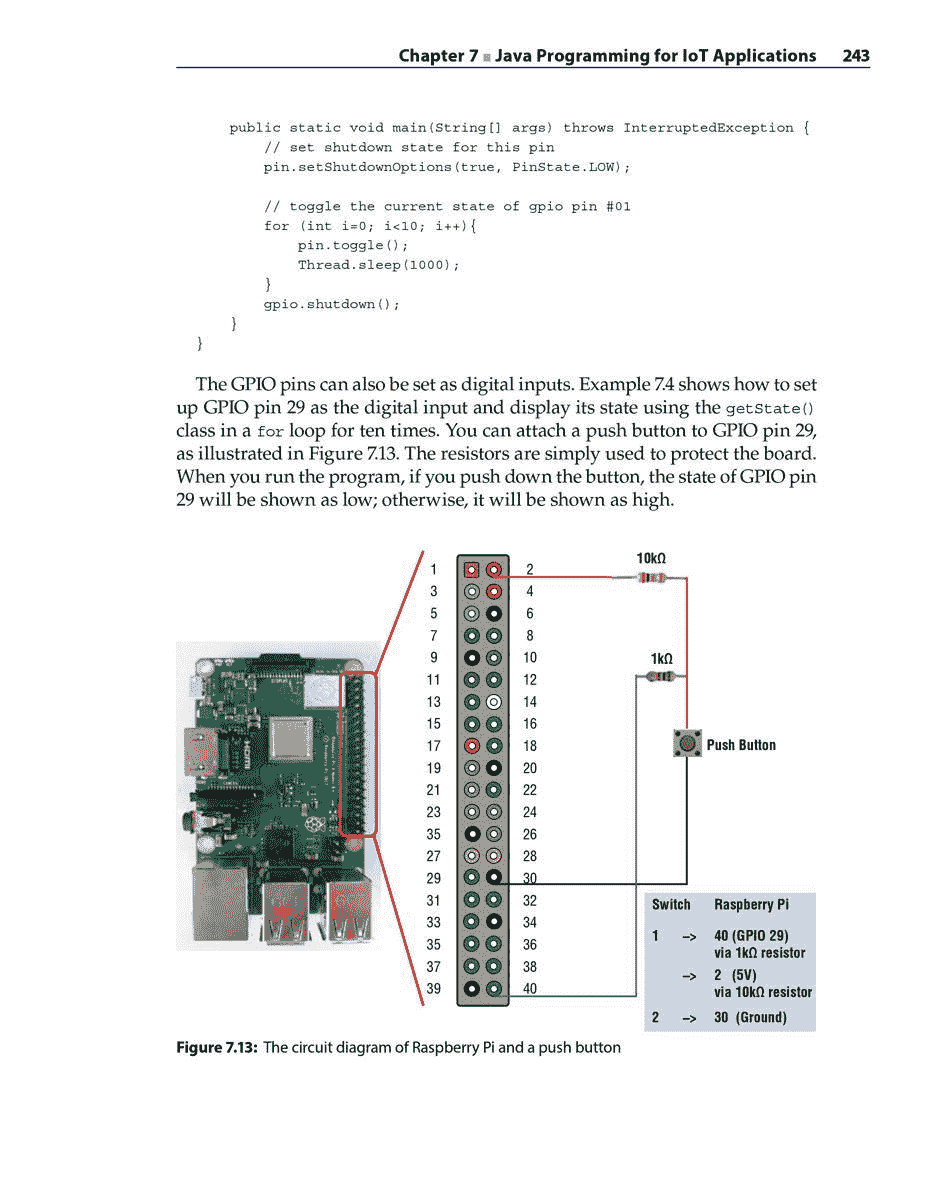 Chapter 7 ■ Java Programming for IoT Applications 243
public static void main(String[] args) throws InterruptedException {
// set shutdown state for this pin
pin.setShutdownOptions(true, PinState.LOW);
// toggle the current state of gpio pin #01
for (int i=0; i<10; i++){
pin.toggle();
Thread.sleep(1000);
}
gpio.shutdown();
}
}
The GPIO pins can also be set as digital inputs. Example 7.4 shows how to set
up GPIO pin 29 as the digital input and display its state using the getState()
class in a for loop for ten times. You can attach a push button to GPIO pin 29,
as illustrated in Figure 7.13. The resistors are simply used to protect the board.
When you run the program, if you push down the button, the state of GPIO pin
29 will be shown as low; otherwise, it will be shown as high.
10kΩ
1 2
3 4
5 6
7 8
9 10
1kΩ
11 12
13 14
15 16
17 18
Push Button
19 20
21 22
23 24
35 26
27 28
29 30
31 32
33 34
35 36
37 38
39 40
Switch Raspberry Pi
1 –> 40 (GPIO 29)
via 1kΩ resistor
–> 2 (5V)
via 10kΩ resistor
2 –> 30 (Ground)
Figure 7.13: The circuit diagram of Raspberry Pi and a push button